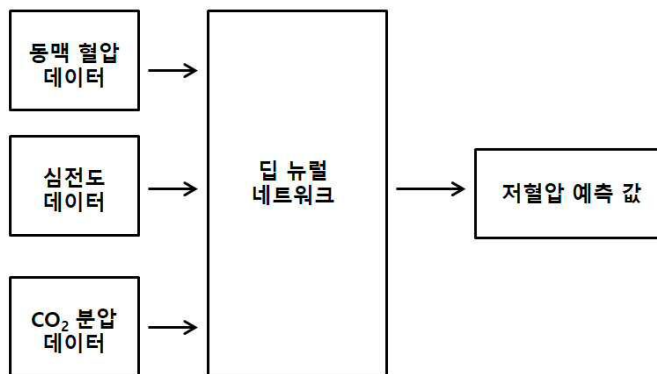 동맥 혈압
데이터
심전도
데이터
CO₂ 분압
데이터
딥 뉴럴
네트워크
저혈압 예측 값